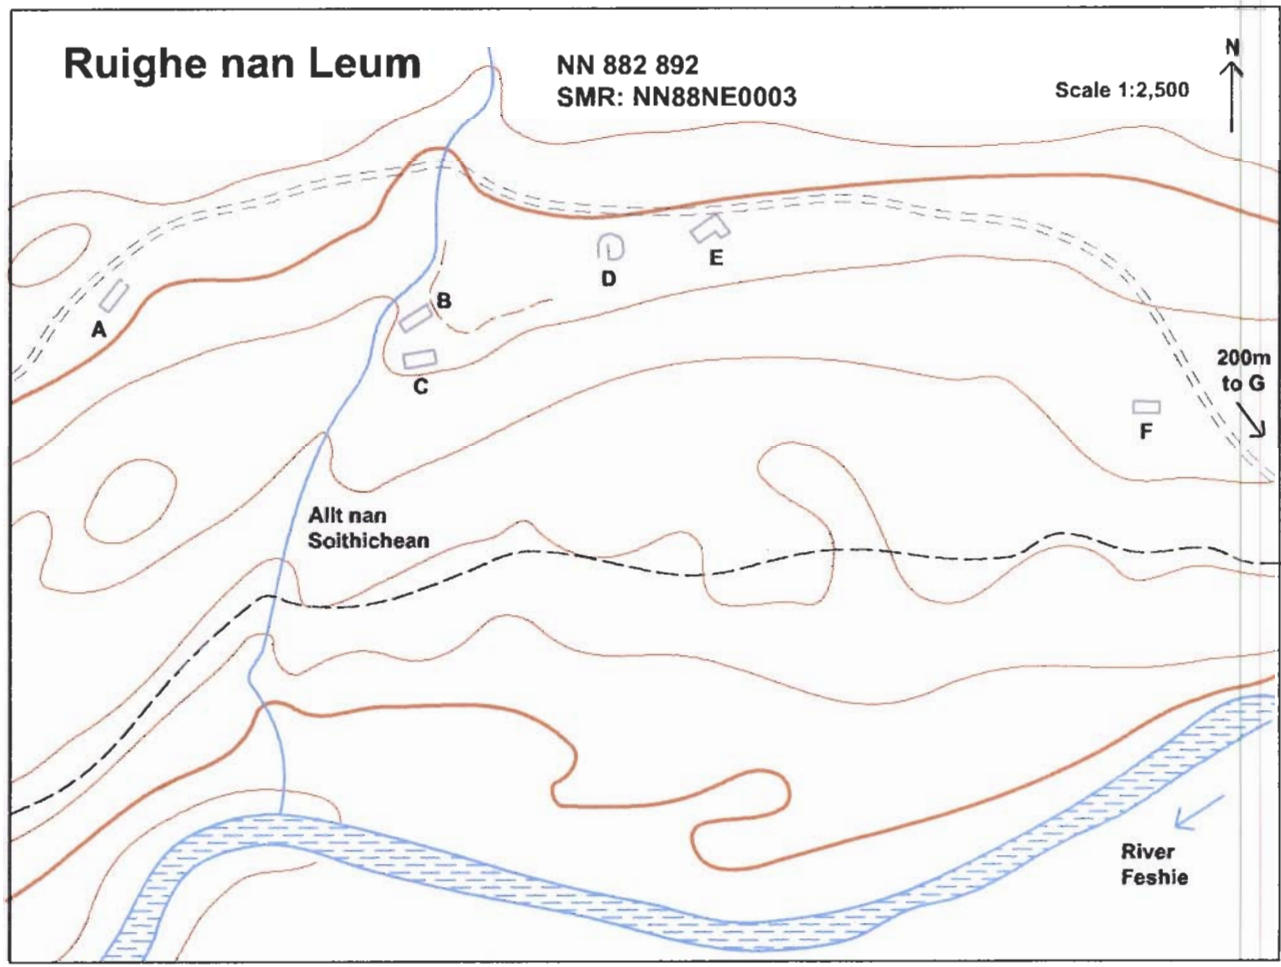 Ruighe nan Leum
NN 882 892
SMR: NN88NE0003
Scale 1:2,500
N
A
B
C
D
E
F
200m
to G
Allt nan
Soithichean
River
Feshie